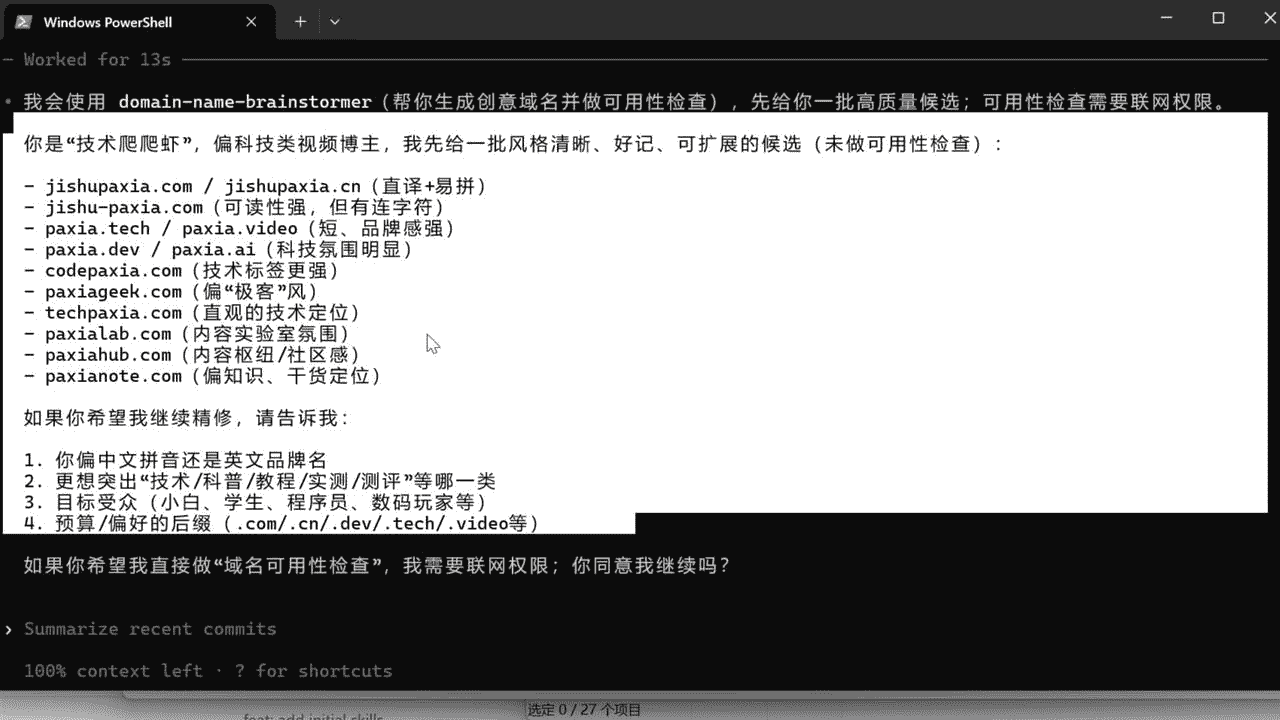 Windows PowerShell
— Worked for 13s
• 我会使用 domain-name-brainstormer（帮你生成创意域名并做可用性检查），先给你一批高质量候选；可用性检查需要联网权限。
你是“技术爬爬虾”，偏科技类视频博主，我先给一批风格清晰、好记、可扩展的候选（未做可用性检查）：
- jishupaxia.com / jishupaxia.cn（直译+易拼）
- jishu-paxia.com（可读性强，但有连字符）
- paxia.tech / paxia.video（短、品牌感强）
- paxia.dev / paxia.ai（科技氛围明显）
- codepaxia.com（技术标签更强）
- paxiageek.com（偏“极客”风）
- techpaxia.com（直观的技术定位）
- paxialab.com（内容实验室氛围）
- paxiahub.com（内容枢纽/社区感）
- paxianote.com（偏知识、干货定位）
如果你希望我继续精修，请告诉我：
1. 你偏中文拼音还是英文品牌名
2. 更想突出“技术/科普/教程/实测/测评”等哪一类
3. 目标受众（小白、学生、程序员、数码玩家等）
4. 预算/偏好的后缀（.com/.cn/.dev/.tech/.video等）
如果你希望我直接做“域名可用性检查”，我需要联网权限；你同意我继续吗？
› Summarize recent commits
100% context left · ? for shortcuts
feat: add initial skills
选定 0 / 27 个项目